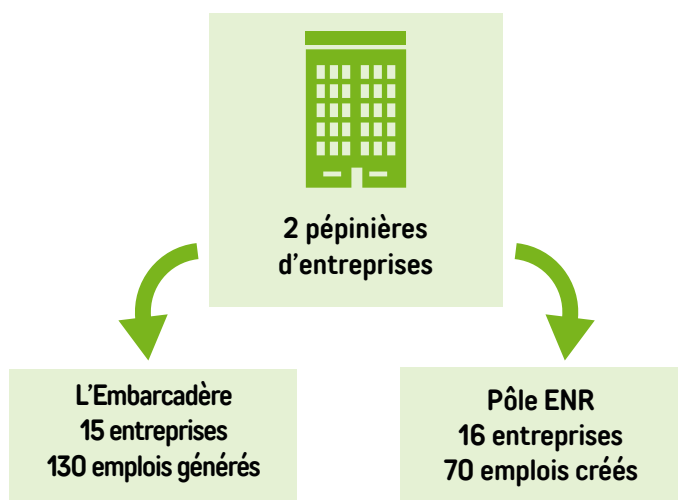 2 pépinières
d’entreprises
L’Embarcadère
15 entreprises
130 emplois générés
Pôle ENR
16 entreprises
70 emplois créés